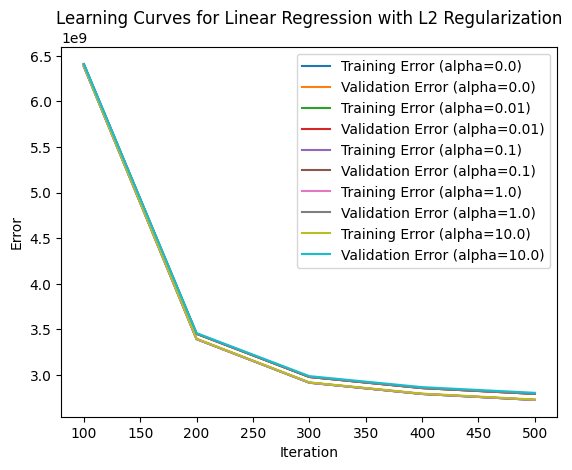 Learning Curves for Linear Regression with L2 Regularization
1e9
6.5
6.0
5.5
5.0
4.5
4.0
3.5
3.0
Error
Training Error (alpha=0.0)
Validation Error (alpha=0.0)
Training Error (alpha=0.01)
Validation Error (alpha=0.01)
Training Error (alpha=0.1)
Validation Error (alpha=0.1)
Training Error (alpha=1.0)
Validation Error (alpha=1.0)
Training Error (alpha=10.0)
Validation Error (alpha=10.0)
100 150 200 250 300 350 400 450 500
Iteration